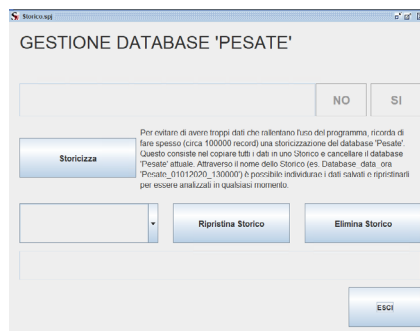 Storico.spj
GESTIONE DATABASE 'PESATE'
NO SI
Per evitare di avere troppi dati che rallentano l'uso del programma, ricorda di
fare spesso (circa 100000 record) una storicizzazione del database 'Pesate'.
Questo consiste nel copiare tutti i dati in uno Storico e cancellare il database
'Pesate' attuale. Attraverso il nome dello Storico (es. Database_data_ora
'Pesate_01012020_130000') è possibile individurae i dati salvati e ripristinarli
per essere analizzati in qualsiasi momento.
Storicizza
Ripristina Storico Elimina Storico
ESCI